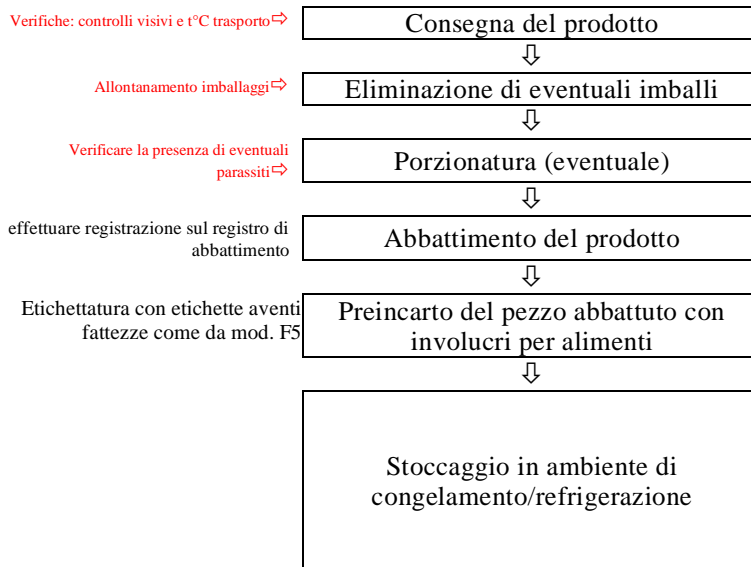 Verifiche: controlli visivi e t°C trasporto⇨
Consegna del prodotto
⇩
Allontanamento imballaggi⇨
Eliminazione di eventuali imballi
⇩
Verificare la presenza di eventuali
parassiti⇨
Porzionatura (eventuale)
⇩
effettuare registrazione sul registro di
abbattimento
Abbattimento del prodotto
⇩
Etichettatura con etichette aventi
fattezze come da mod. F5
Preincarto del pezzo abbattuto con
involucri per alimenti
⇩
Stoccaggio in ambiente di
congelamento/refrigerazione